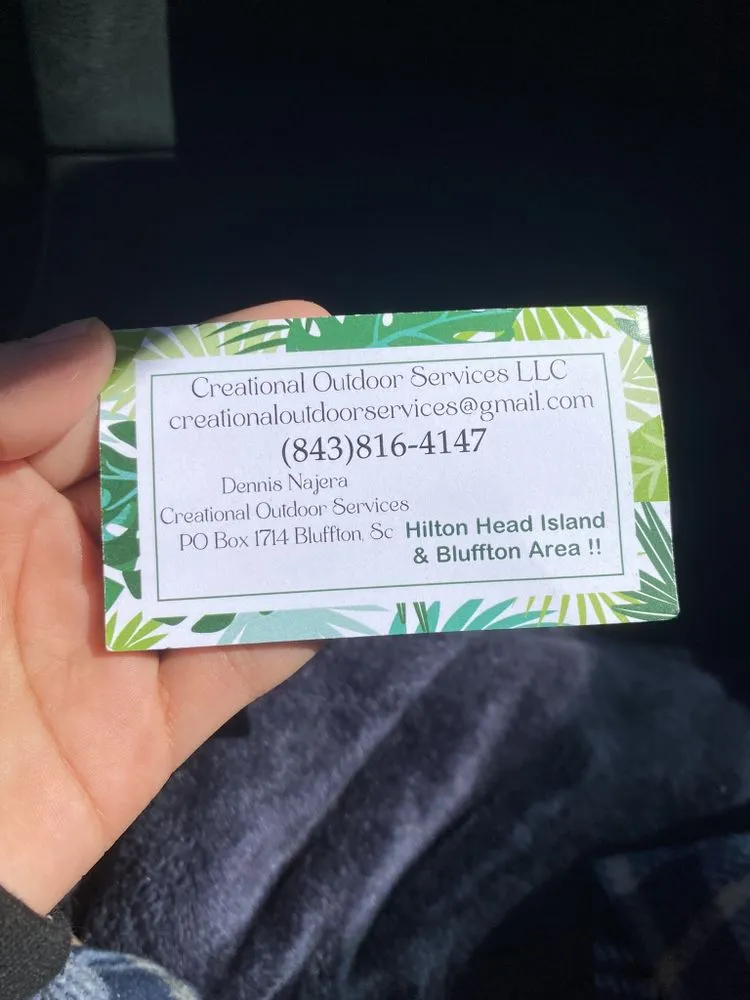 Creational Outdoor Services LLC
creationaloutdoorservices@gmail.com
(843)816-4147
Dennis Najera
Creational Outdoor Services
PO Box 1714 Bluffton, Sc
Hilton Head Island
& Bluffton Area !!